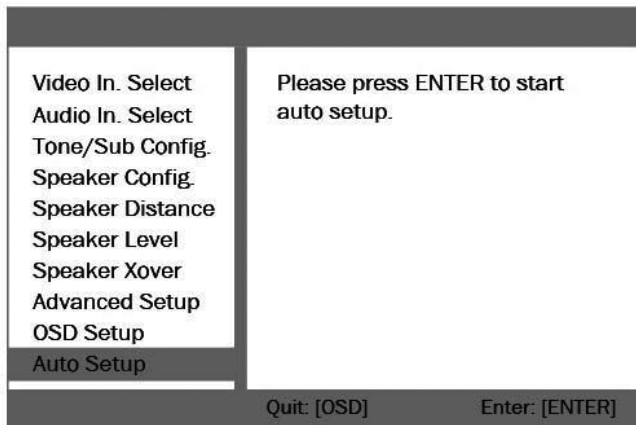 Video In. Select
Audio In. Select
Tone/Sub Config.
Speaker Config.
Speaker Distance
Speaker Level
Speaker Xover
Advanced Setup
OSD Setup
Auto Setup
Please press ENTER to start
auto setup.
Quit: [OSD] Enter: [ENTER]